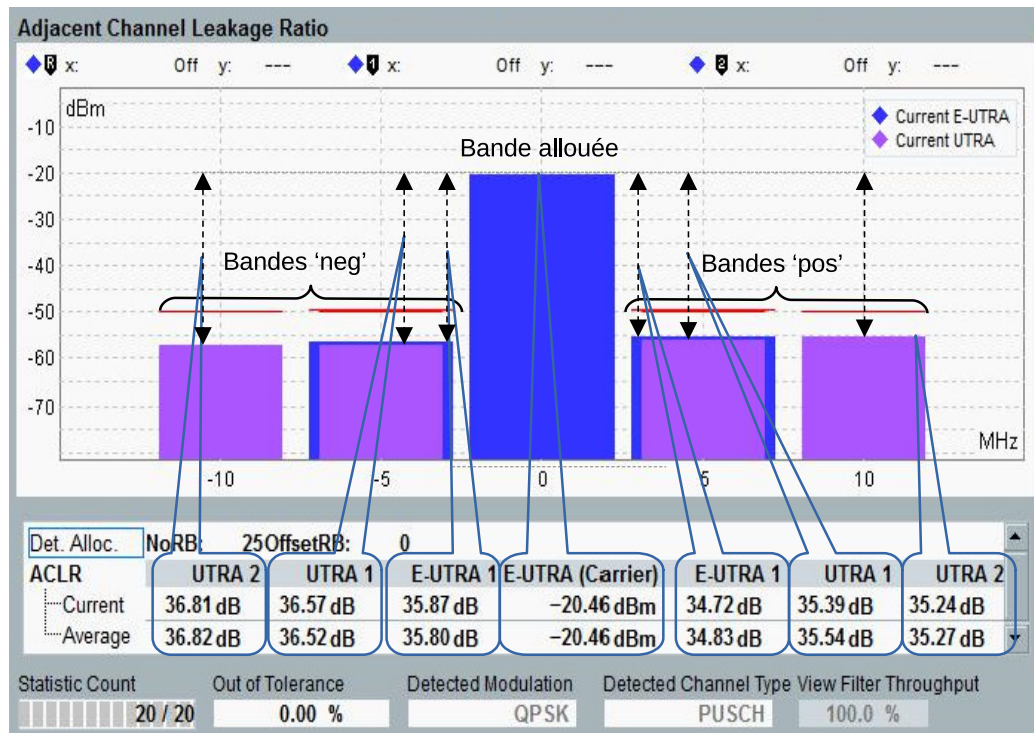 Adjacent Channel Leakage Ratio
R x: Off y: --- 1 x: Off y: --- 2 x: Off y: ---
dBm
Current E-UTRA
Current UTRA
-10
Bande allouée
-20
-30
Bandes ‘neg’
Bandes ‘pos’
-40
-50
-60
-70
MHz
-10 -5 0 5 10
Det. Alloc. NoRB: 25 OffsetRB: 0
ACLR UTRA 2 UTRA 1 E-UTRA 1 E-UTRA (Carrier) E-UTRA 1 UTRA 1 UTRA 2
Current 36.81 dB 36.57 dB 35.87 dB −20.46 dBm 34.72 dB 35.39 dB 35.24 dB
Average 36.82 dB 36.52 dB 35.80 dB −20.46 dBm 34.83 dB 35.54 dB 35.27 dB
Statistic Count Out of Tolerance Detected Modulation Detected Channel Type View Filter Throughput
20 / 20 0.00 % QPSK PUSCH 100.0 %